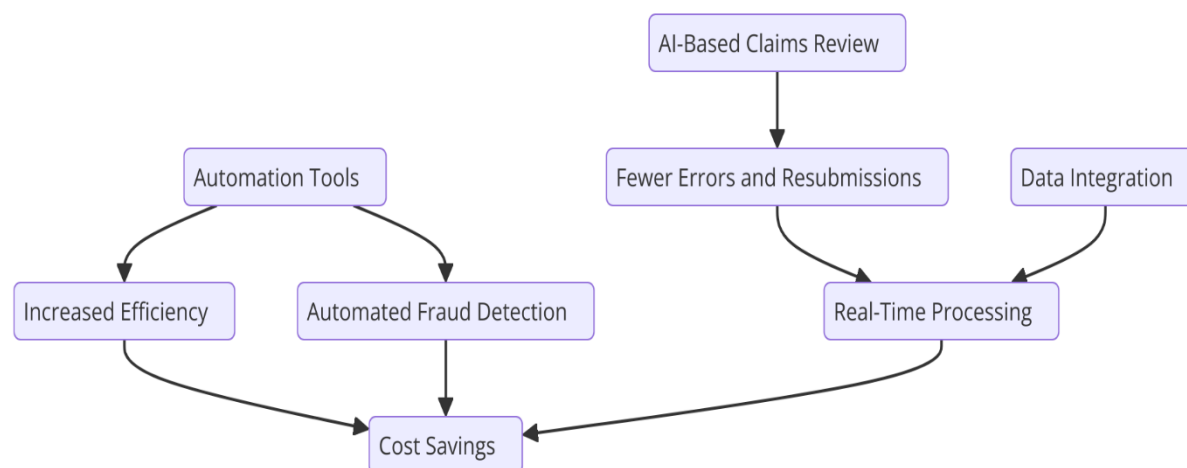 AI-Based Claims Review
Automation Tools
Fewer Errors and Resubmissions
Data Integration
Increased Efficiency
Automated Fraud Detection
Real-Time Processing
Cost Savings